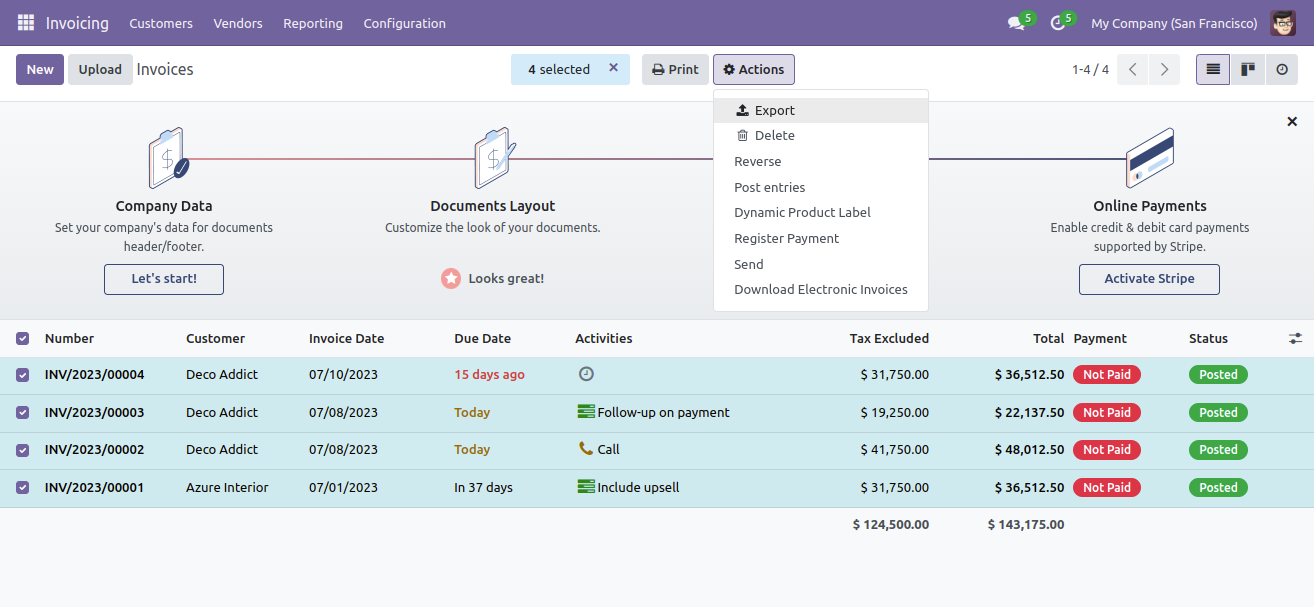 Invoicing Customers Vendors Reporting Configuration 5 5 My Company (San Francisco)
New Upload Invoices 4 selected × Print Actions 1-4 / 4
Export
Delete
Reverse
Post entries
Dynamic Product Label
Register Payment
Send
Download Electronic Invoices
Company Data
Set your company's data for documents
header/footer.
Let's start!
Documents Layout
Customize the look of your documents.
Looks great!
Online Payments
Enable credit & debit card payments
supported by Stripe.
Activate Stripe
Number Customer Invoice Date Due Date Activities Tax Excluded Total Payment Status
INV/2023/00004 Deco Addict 07/10/2023 15 days ago $ 31,750.00 $ 36,512.50 Not Paid Posted
INV/2023/00003 Deco Addict 07/08/2023 Today Follow-up on payment $ 19,250.00 $ 22,137.50 Not Paid Posted
INV/2023/00002 Deco Addict 07/08/2023 Today Call $ 41,750.00 $ 48,012.50 Not Paid Posted
INV/2023/00001 Azure Interior 07/01/2023 In 37 days Include upsell $ 31,750.00 $ 36,512.50 Not Paid Posted
$ 124,500.00 $ 143,175.00